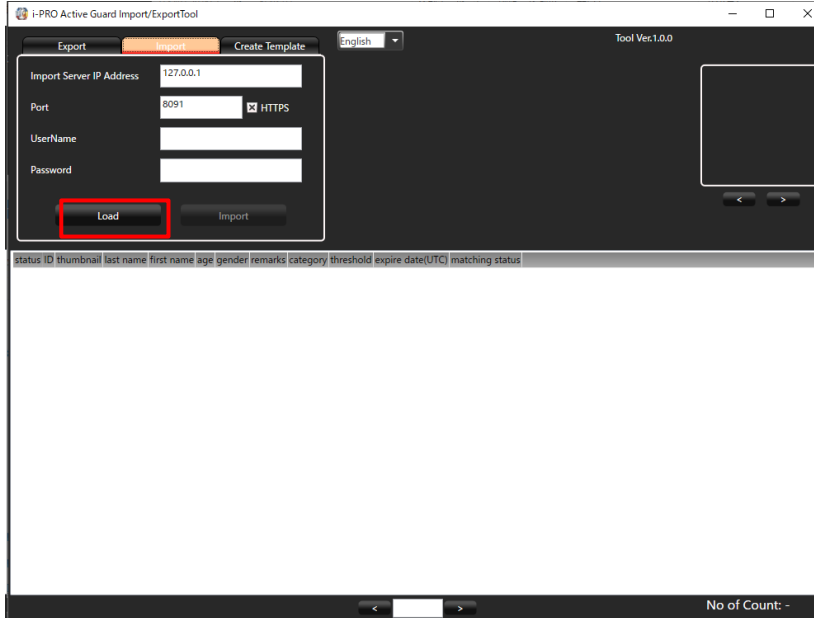 i-PRO Active Guard Import/ExportTool
Export Import Create Template English Tool Ver.1.0.0
Import Server IP Address 127.0.0.1
Port 8091 HTTPS
UserName
Password
Load Import
< >
status ID thumbnail last name first name age gender remarks category threshold expire date(UTC) matching status
< > No of Count: -